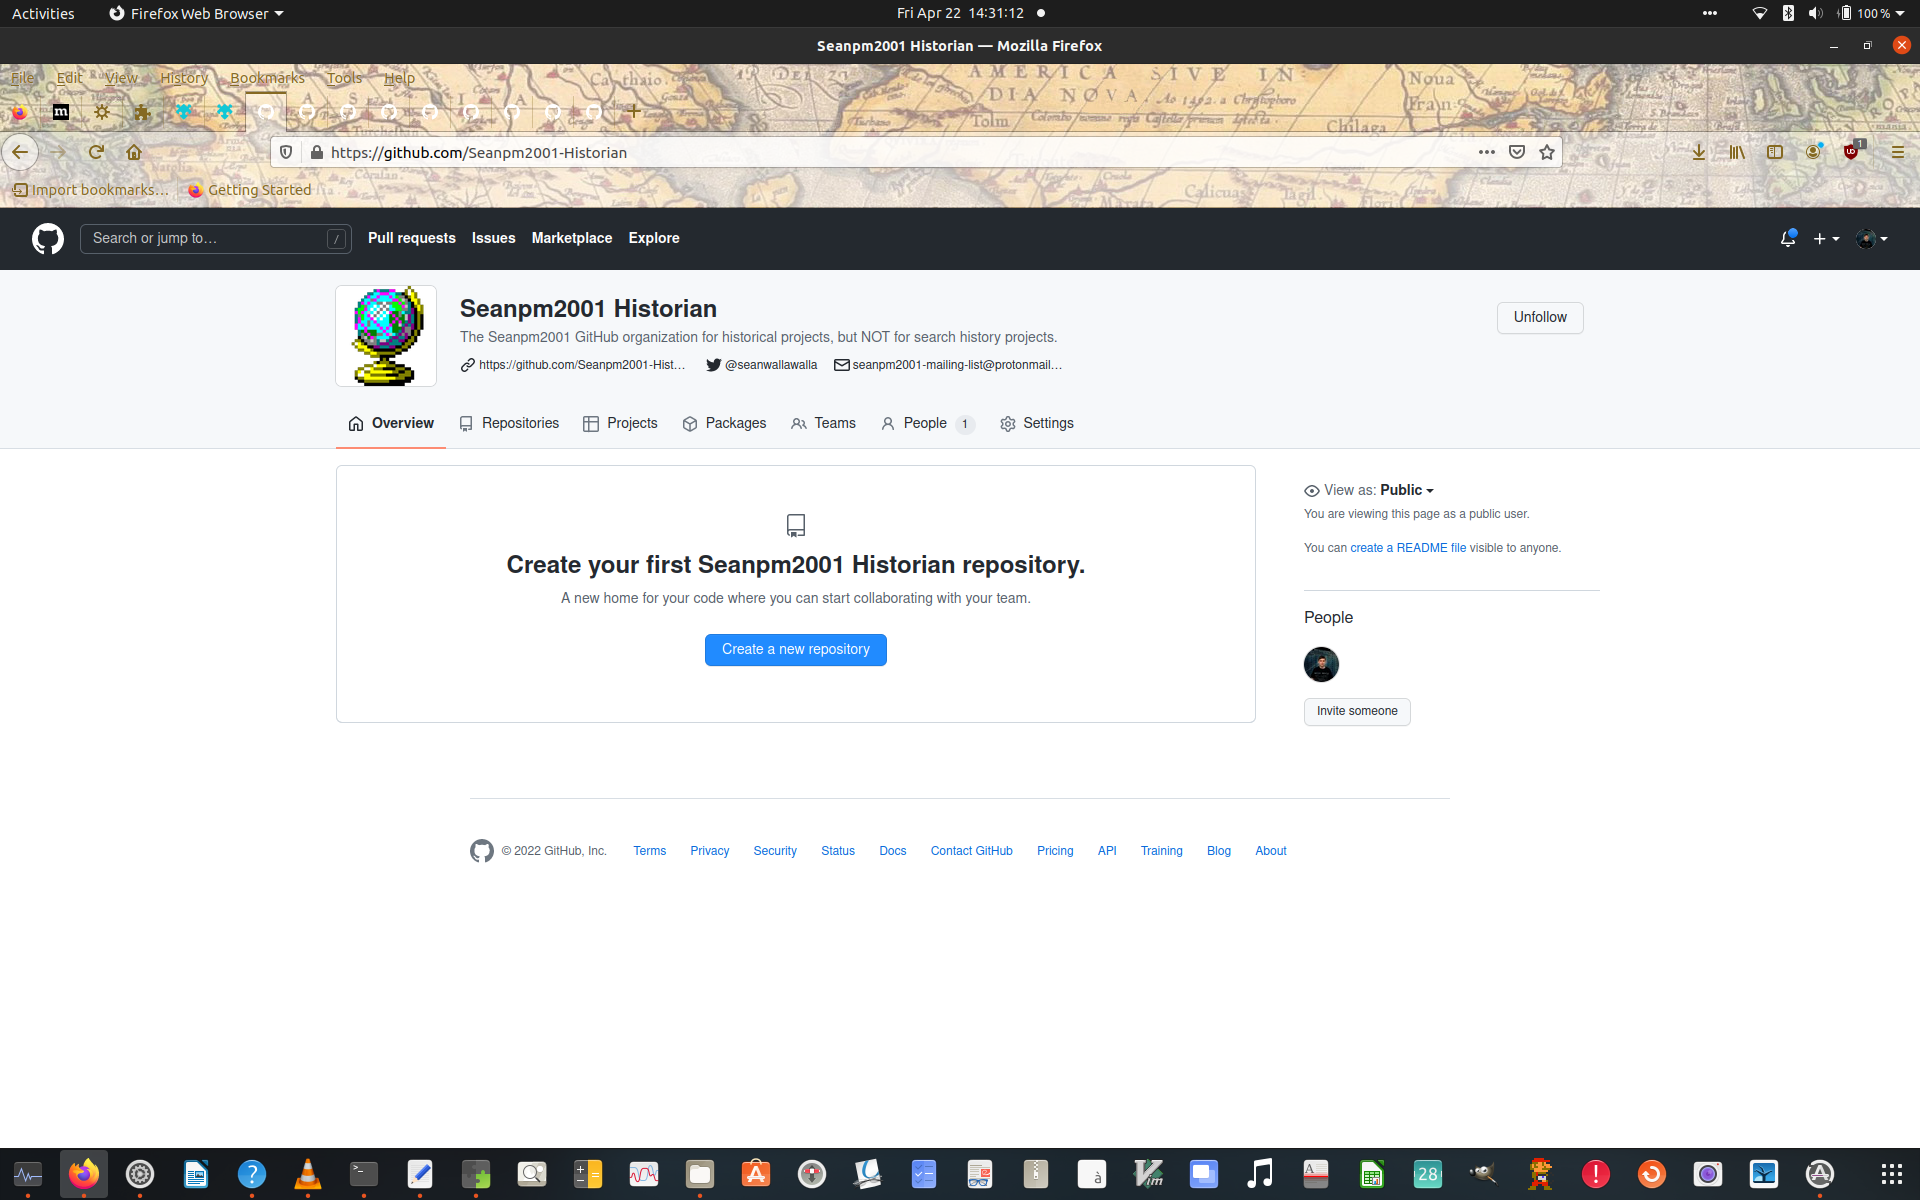 Activities Firefox Web Browser Fri Apr 22 14:31:12 100 %
Seanpm2001 Historian — Mozilla Firefox
File Edit View History Bookmarks Tools Help
https://github.com/Seanpm2001-Historian
Import bookmarks… Getting Started
Search or jump to… / Pull requests Issues Marketplace Explore
Seanpm2001 Historian
Unfollow
The Seanpm2001 GitHub organization for historical projects, but NOT for search history projects.
https://github.com/Seanpm2001-Hist… @seanwallawalla seanpm2001-mailing-list@protonmail…
Overview Repositories Projects Packages Teams People 1 Settings
View as: Public
You are viewing this page as a public user.
You can create a README file visible to anyone.
Create your first Seanpm2001 Historian repository.
A new home for your code where you can start collaborating with your team.
Create a new repository
People
Invite someone
© 2022 GitHub, Inc. Terms Privacy Security Status Docs Contact GitHub Pricing API Training Blog About
28